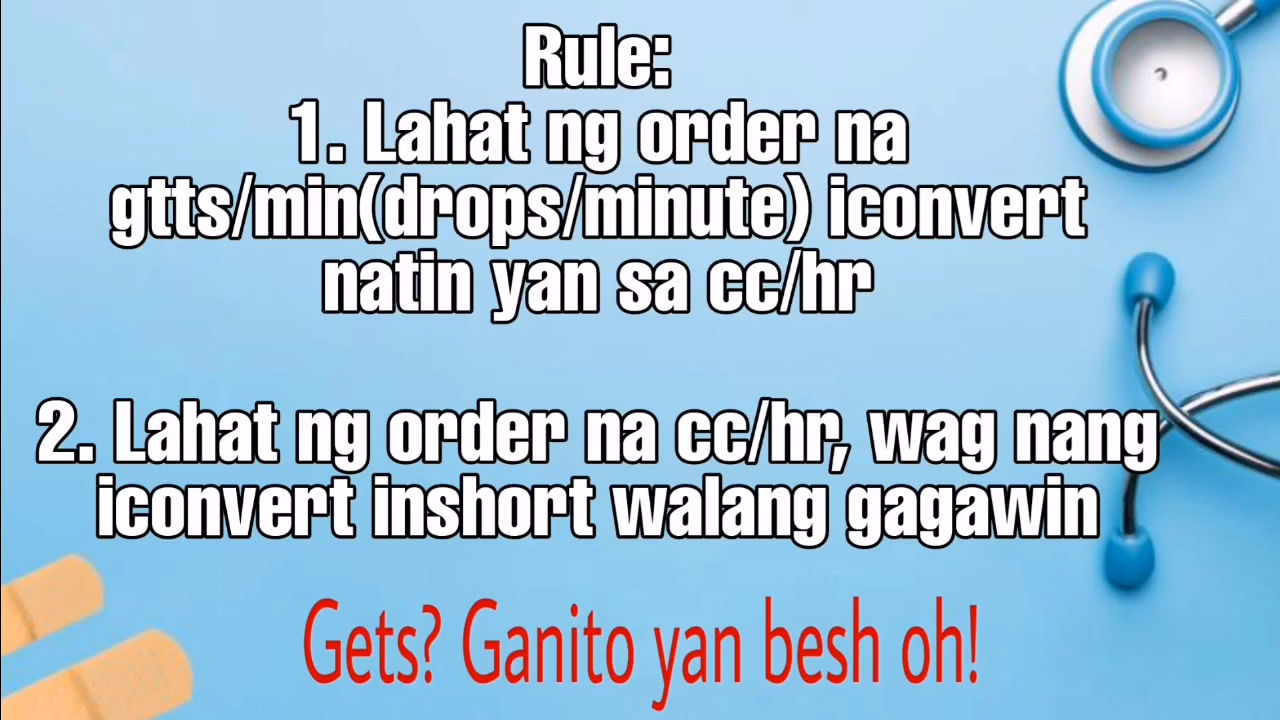 Rule:
1. Lahat ng order na
gtts/min(drops/minute) iconvert
natin yan sa cc/hr
2. Lahat ng order na cc/hr, wag nang
iconvert inshort walang gagawin
Gets? Ganito yan besh oh!